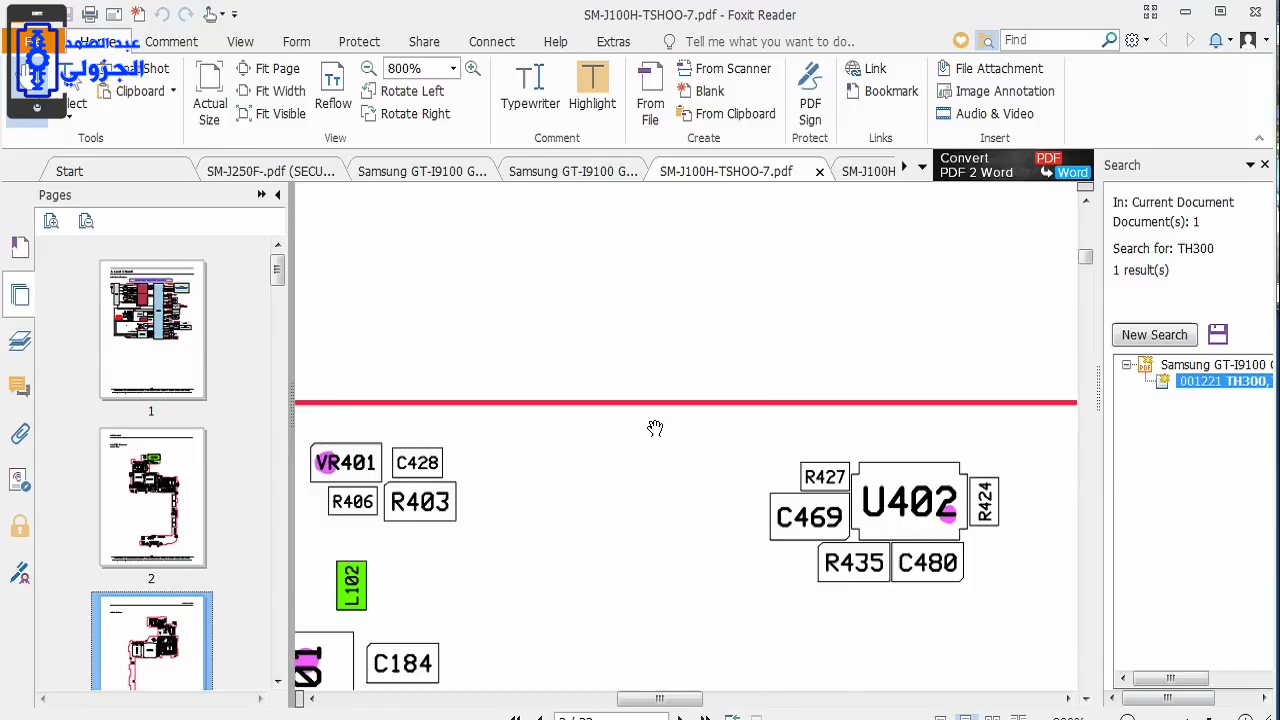 SM-J100H-TSHOO-7.pdf - Foxit Reader
عبد الصمد
الجزولي
Comment View Form Protect Share Connect Help Extras Tell me what you want to do.. Find
Clipboard
Tools
Actual Size
Fit Page
Fit Width
Fit Visible
Reflow
800%
Rotate Left
Rotate Right
View
Typewriter
Highlight
Comment
From File
From Scanner
Blank
From Clipboard
Create
PDF Sign
Protect
Link
Bookmark
Links
File Attachment
Image Annotation
Audio & Video
Insert
Start
SM-J250F-.pdf (SECU...
Samsung GT-I9100 G...
Samsung GT-I9100 G...
SM-J100H-TSHOO-7.pdf
SM-J100H
Convert PDF
PDF 2 Word Word
Search
Pages
1
2
In: Current Document
Document(s): 1
Search for: TH300
1 result(s)
New Search
Samsung GT-I9100
001221 TH300,
VR401
C428
R406
R403
L102
C184
R427
C469
U402
R424
R435
C480